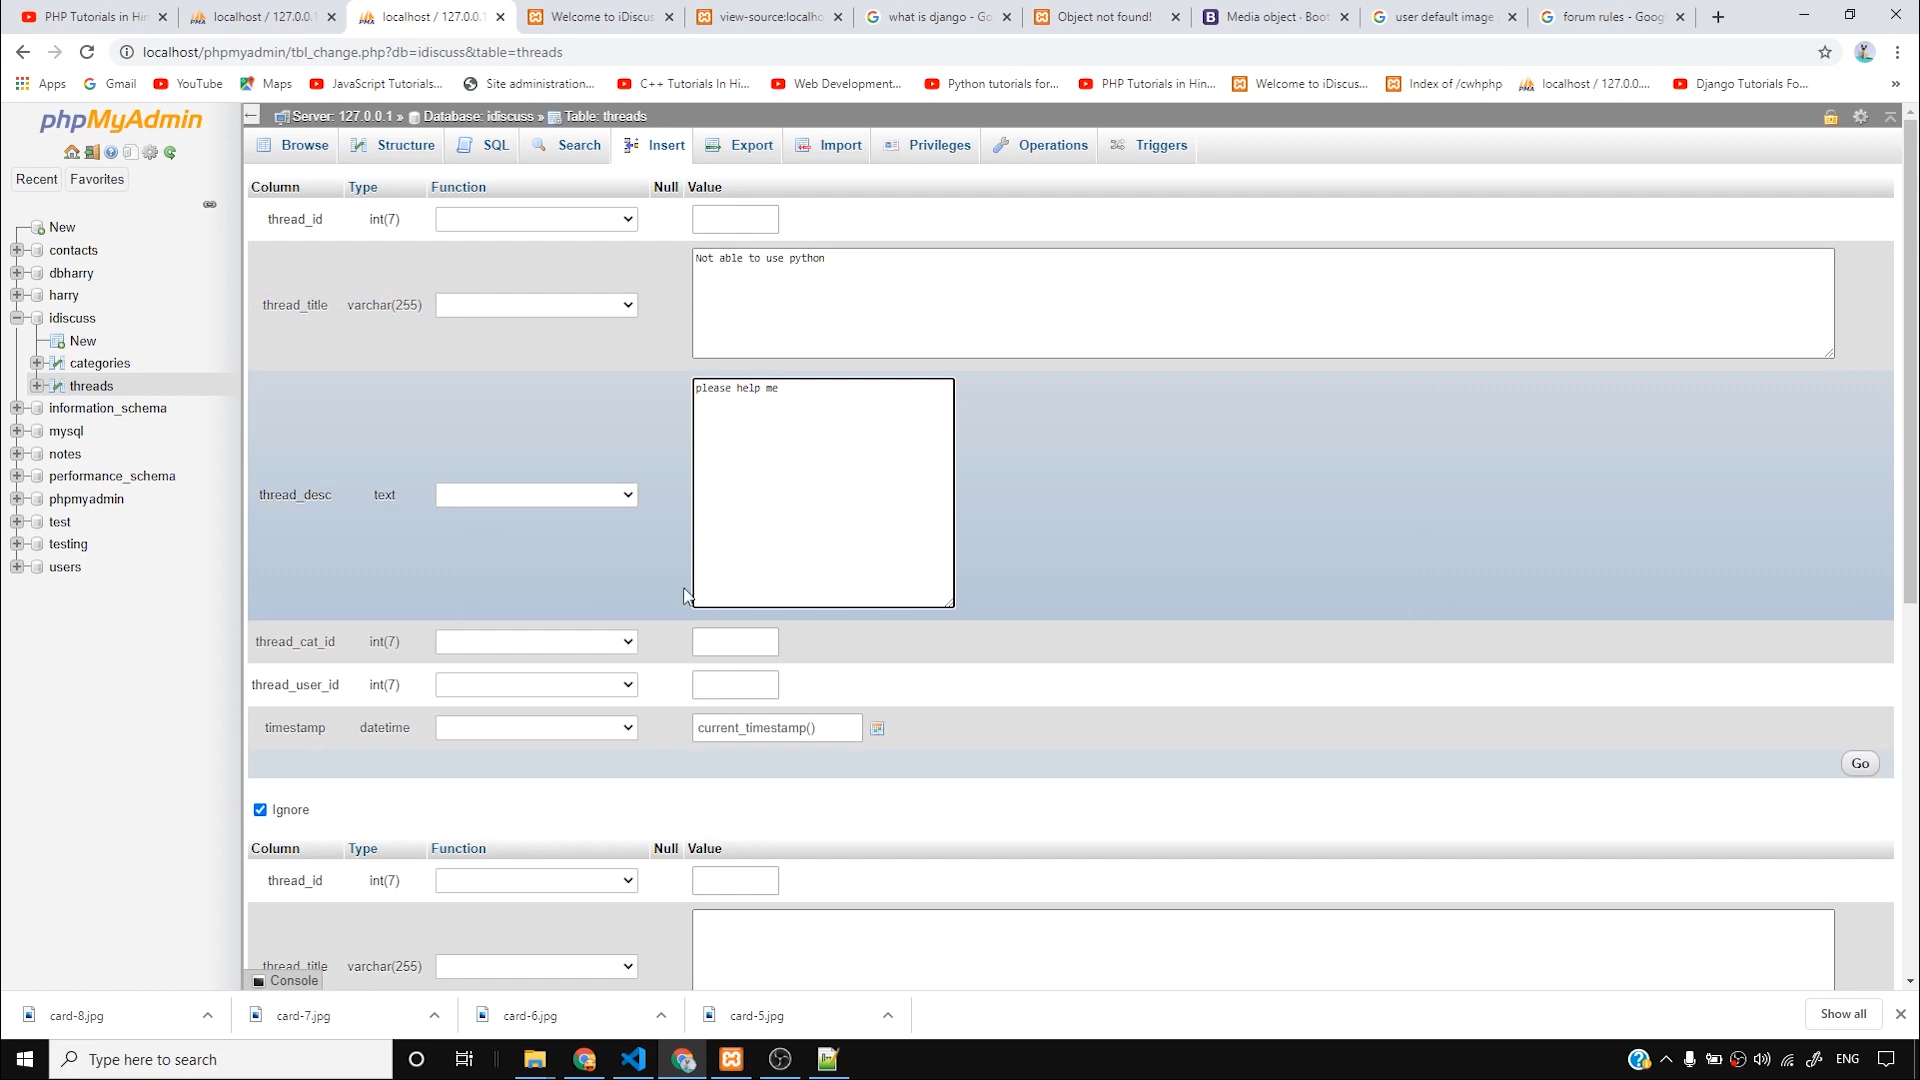 PHP Tutorials in Hin
localhost / 127.0.0.1
localhost / 127.0.0.1
Welcome to iDiscus
view-source:localho
what is django - Go
Object not found!
Media object · Boot
user default image
forum rules - Goog
localhost/phpmyadmin/tbl_change.php?db=idiscuss&table=threads
Apps
Gmail
YouTube
Maps
JavaScript Tutorials...
Site administration...
C++ Tutorials In Hi...
Web Development...
Python tutorials for...
PHP Tutorials in Hin...
Welcome to iDiscus...
Index of /cwhphp
localhost / 127.0.0....
Django Tutorials Fo...
»
phpMyAdmin
Recent
Favorites
New
contacts
dbharry
harry
idiscuss
New
categories
threads
information_schema
mysql
notes
performance_schema
phpmyadmin
test
testing
users
Server: 127.0.0.1 » Database: idiscuss » Table: threads
Browse
Structure
SQL
Search
Insert
Export
Import
Privileges
Operations
Triggers
Column Type Function Null Value
thread_id int(7)
Not able to use python
thread_title varchar(255)
please help me
thread_desc text
thread_cat_id int(7)
thread_user_id int(7)
timestamp datetime current_timestamp()
Go
Ignore
Column Type Function Null Value
thread_id int(7)
thread_title varchar(255)
Console
card-8.jpg
card-7.jpg
card-6.jpg
card-5.jpg
Show all
Type here to search
ENG